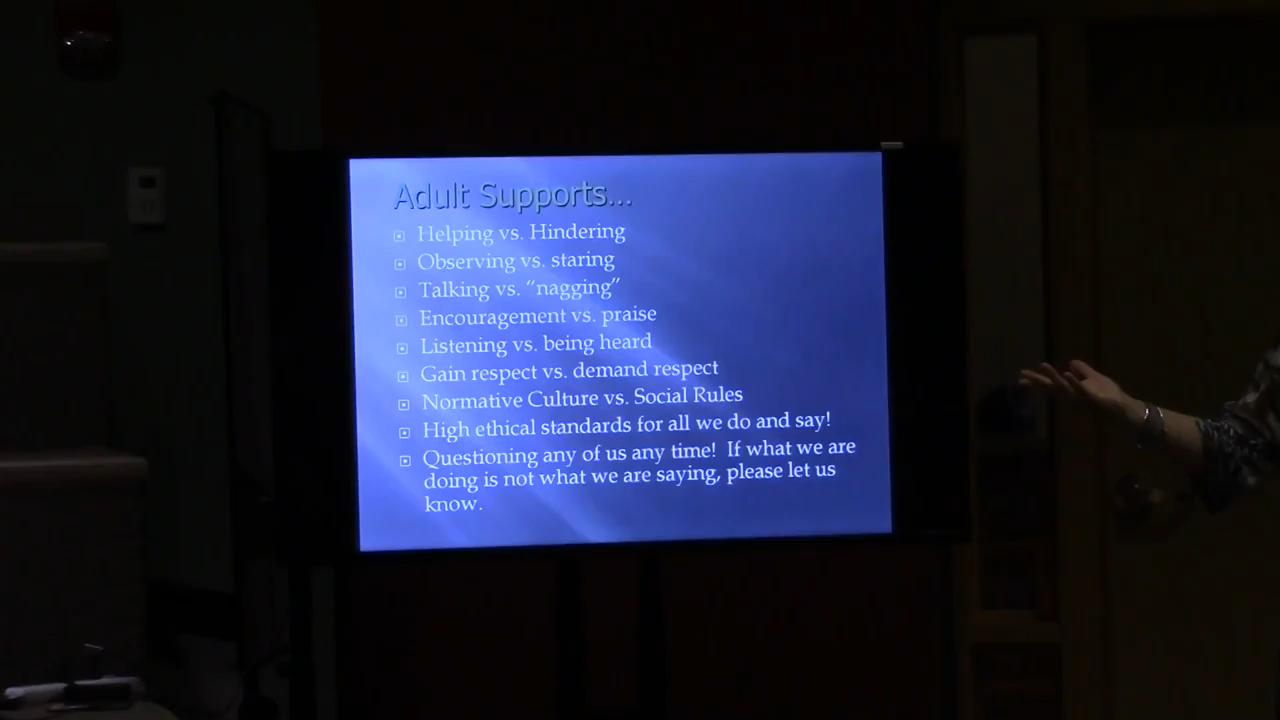 Adult Supports...
Helping vs. Hindering
Observing vs. staring
Talking vs. “nagging”
Encouragement vs. praise
Listening vs. being heard
Gain respect vs. demand respect
Normative Culture vs. Social Rules
High ethical standards for all we do and say!
Questioning any of us any time!  If what we are
doing is not what we are saying, please let us
know.